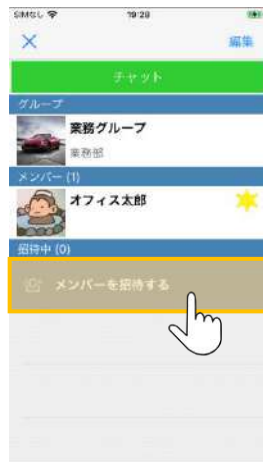 SIMなし 19:28
編集
チャット
グループ
業務グループ
業務部
メンバー (1)
オフィス太郎
招待中 (0)
メンバーを招待する